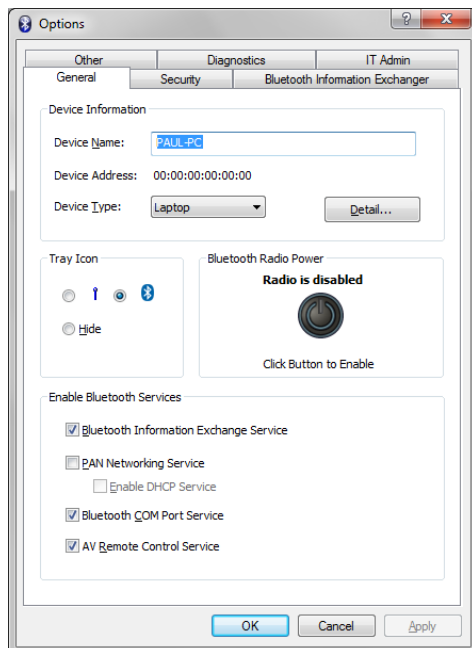 Options
Other Diagnostics IT Admin
General Security Bluetooth Information Exchanger
Device Information
Device Name: PAUL-PC
Device Address: 00:00:00:00:00:00
Device Type: Laptop Detail...
Tray Icon
Hide
Bluetooth Radio Power
Radio is disabled
Click Button to Enable
Enable Bluetooth Services
Bluetooth Information Exchange Service
PAN Networking Service
Enable DHCP Service
Bluetooth COM Port Service
AV Remote Control Service
OK Cancel Apply